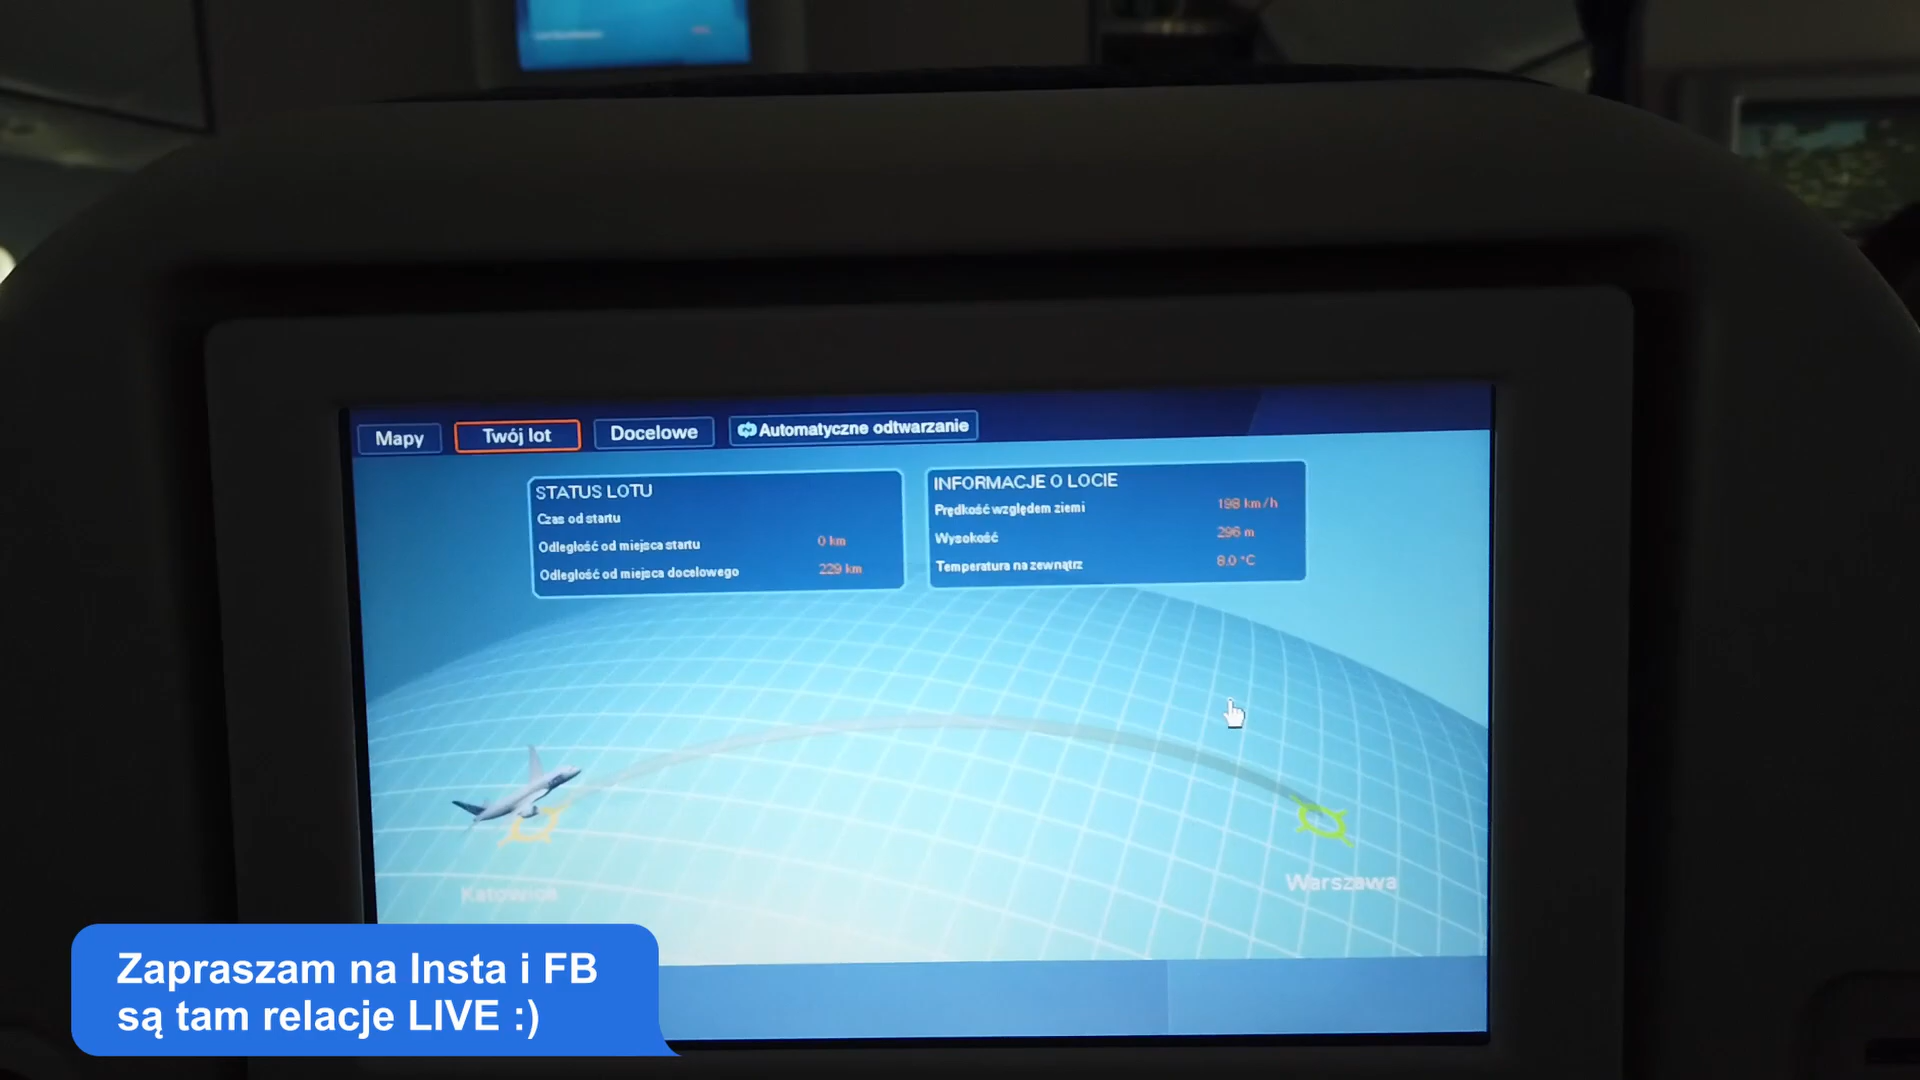 Mapy
Twój lot
Docelowe
Automatyczne odtwarzanie
STATUS LOTU
Czas od startu
Odległość od miejsca startu 0 km
Odległość od miejsca docelowego 229 km
INFORMACJE O LOCIE
Prędkość względem ziemi 198 km/h
Wysokość 296 m
Temperatura na zewnątrz 8.0 °C
Katowice
Warszawa
Zapraszam na Insta i FB
są tam relacje LIVE :)